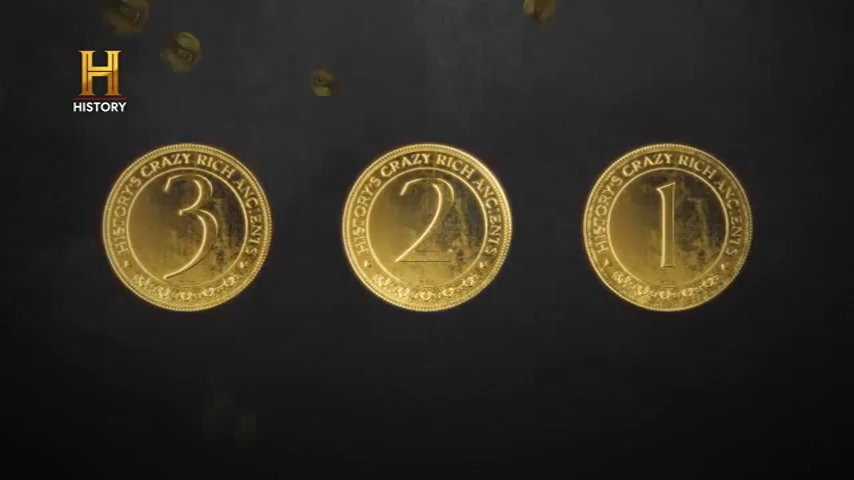 H
HISTORY
HISTORY'S CRAZY RICH ANCIENTS
3
HISTORY'S CRAZY RICH ANCIENTS
2
HISTORY'S CRAZY RICH ANCIENTS
1